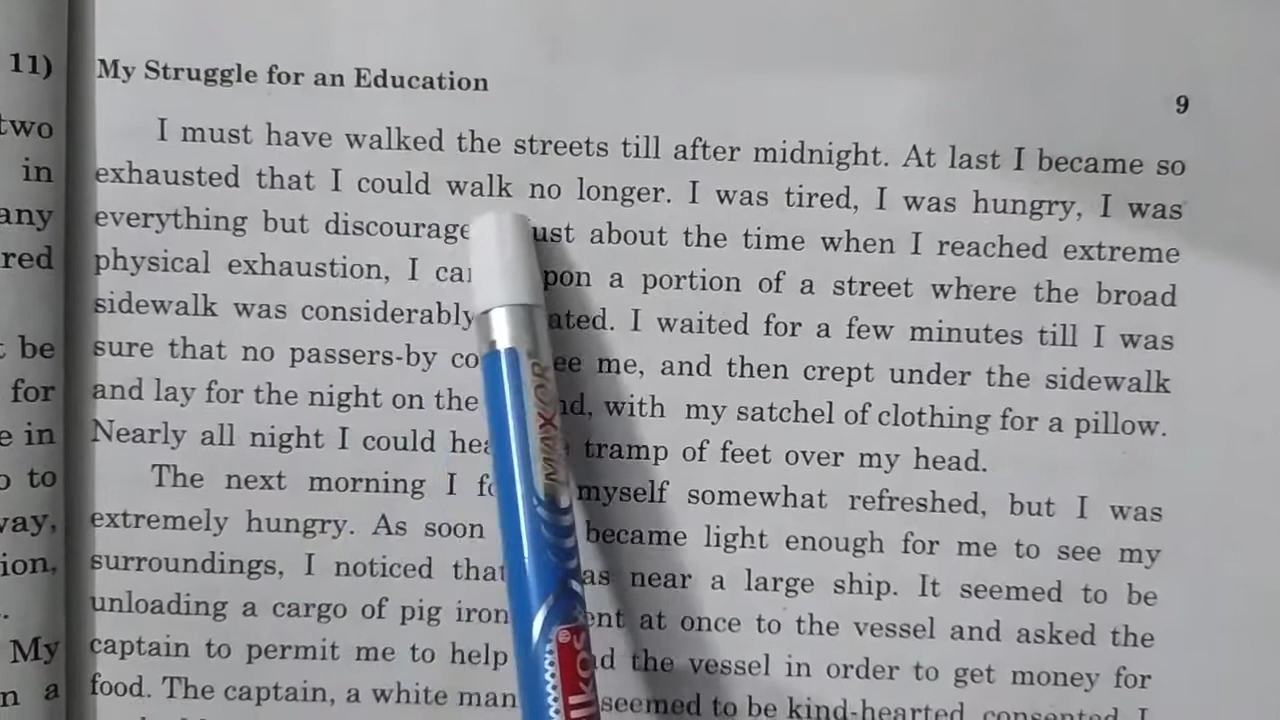 11)
two
in
any
red
be
for
e in
to
way,
ion,
My
n a
My Struggle for an Education
9
I must have walked the streets till after midnight. At last I became so
exhausted that I could walk no longer. I was tired, I was hungry, I was
everything but discourage ust about the time when I reached extreme
physical exhaustion, I ca pon a portion of a street where the broad
sidewalk was considerably ated. I waited for a few minutes till I was
sure that no passers-by co ee me, and then crept under the sidewalk
and lay for the night on the nd, with my satchel of clothing for a pillow.
Nearly all night I could hea tramp of feet over my head.
The next morning I fo myself somewhat refreshed, but I was
extremely hungry. As soon became light enough for me to see my
surroundings, I noticed that as near a large ship. It seemed to be
unloading a cargo of pig iron ent at once to the vessel and asked the
captain to permit me to help d the vessel in order to get money for
food. The captain, a white man seemed to be kind-hearted, consented. I
MAXOR
lkos